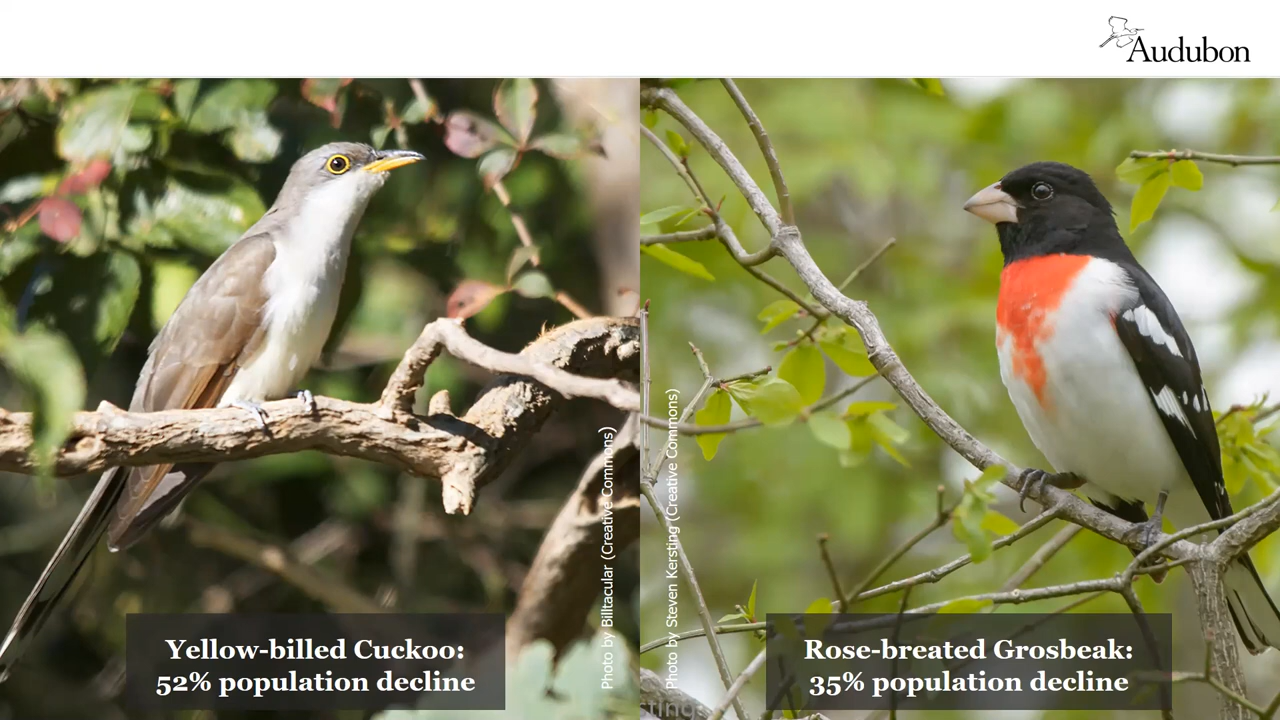 Audubon
Photo by Billtacular (Creative Commons)
Photo by Steven Kersting (Creative Commons)
Yellow-billed Cuckoo:
52% population decline
Rose-breated Grosbeak:
35% population decline